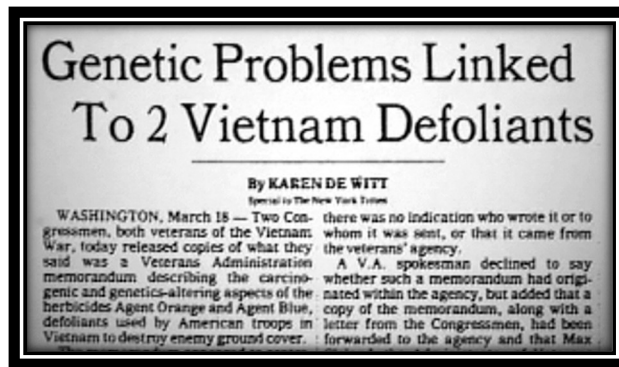 Genetic Problems Linked
To 2 Vietnam Defoliants
By KAREN DE WITT
Special to The New York Times
WASHINGTON, March 18 — Two Con-
gressmen, both veterans of the Vietnam
War, today released copies of what they
said was a Veterans Administration
memorandum describing the carcino-
genic and genetics-altering aspects of the
herbicides Agent Orange and Agent Blue,
defoliants used by American troops in
Vietnam to destroy enemy ground cover.
there was no indication who wrote it or to
whom it was sent, or that it came from
the veterans' agency.
A V.A. spokesman declined to say
whether such a memorandum had origi-
nated within the agency, but added that a
copy of the memorandum, along with a
letter from the Congressmen, had been
forwarded to the agency and that Max